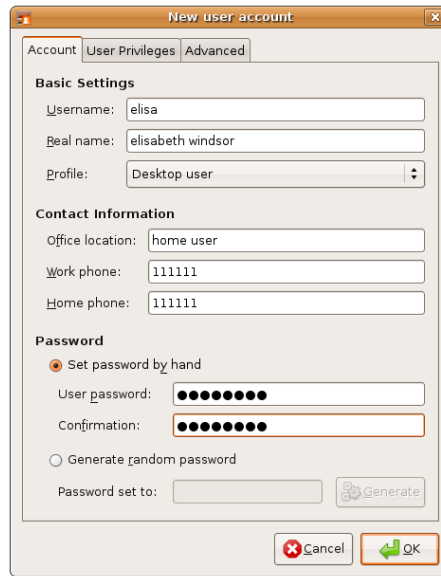 New user account
Account User Privileges Advanced
Basic Settings
Username: elisa
Real name: elisabeth windsor
Profile: Desktop user
Contact Information
Office location: home user
Work phone: 111111
Home phone: 111111
Password
Set password by hand
User password: ●●●●●●●●
Confirmation: ●●●●●●●●
Generate random password
Password set to: Generate
Cancel OK